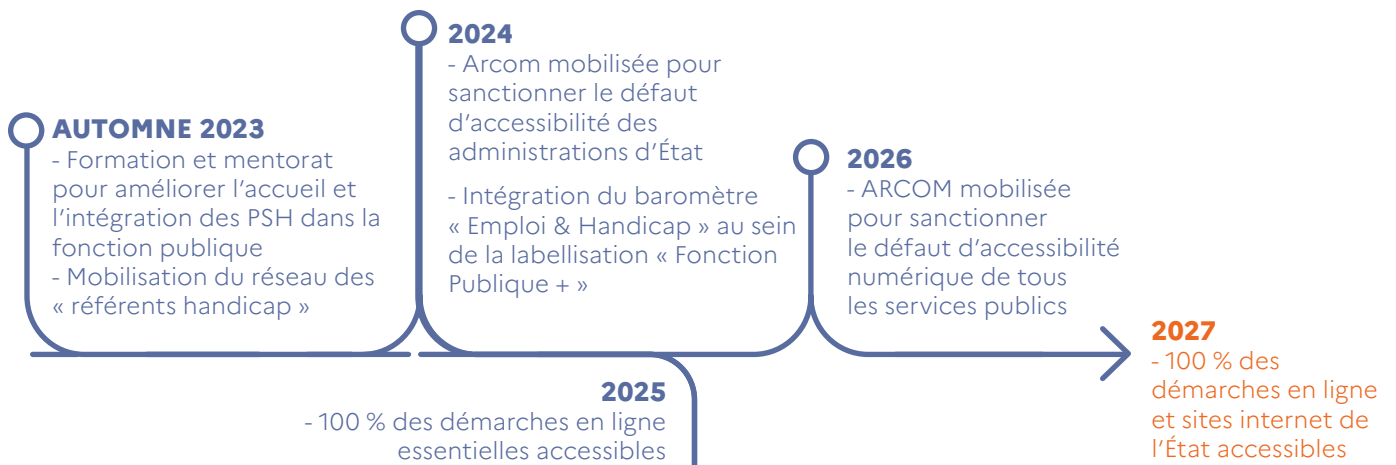 AUTOMNE 2023
- Formation et mentorat
pour améliorer l'accueil et
l'intégration des PSH dans la
fonction publique
- Mobilisation du réseau des
« référents handicap »
2024
- Arcom mobilisée pour
sanctionner le défaut
d'accessibilité des
administrations d'État
- Intégration du baromètre
« Emploi & Handicap » au sein
de la labellisation « Fonction
Publique + »
2025
- 100 % des démarches en ligne
essentielles accessibles
2026
- ARCOM mobilisée
pour sanctionner
le défaut d'accessibilité
numérique de tous
les services publics
2027
- 100 % des
démarches en ligne
et sites internet de
l'État accessibles